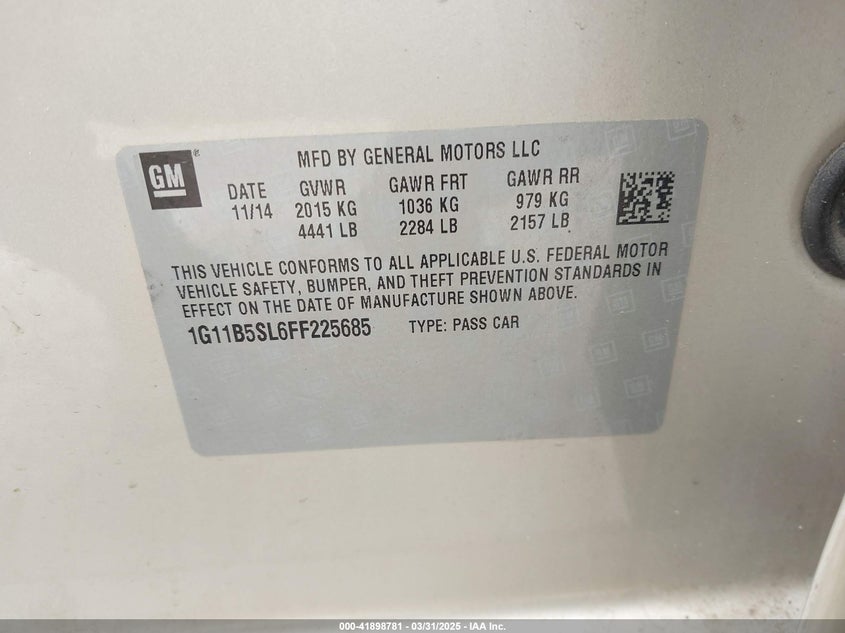 GM
®
MFD BY GENERAL MOTORS LLC
DATE GVWR GAWR FRT GAWR RR
11/14 2015 KG 1036 KG 979 KG
4441 LB 2284 LB 2157 LB
THIS VEHICLE CONFORMS TO ALL APPLICABLE U.S. FEDERAL MOTOR
VEHICLE SAFETY, BUMPER, AND THEFT PREVENTION STANDARDS IN
EFFECT ON THE DATE OF MANUFACTURE SHOWN ABOVE.
1G11B5SL6FF225685 TYPE: PASS CAR
000-41898781 - 03/31/2025 - IAA Inc.